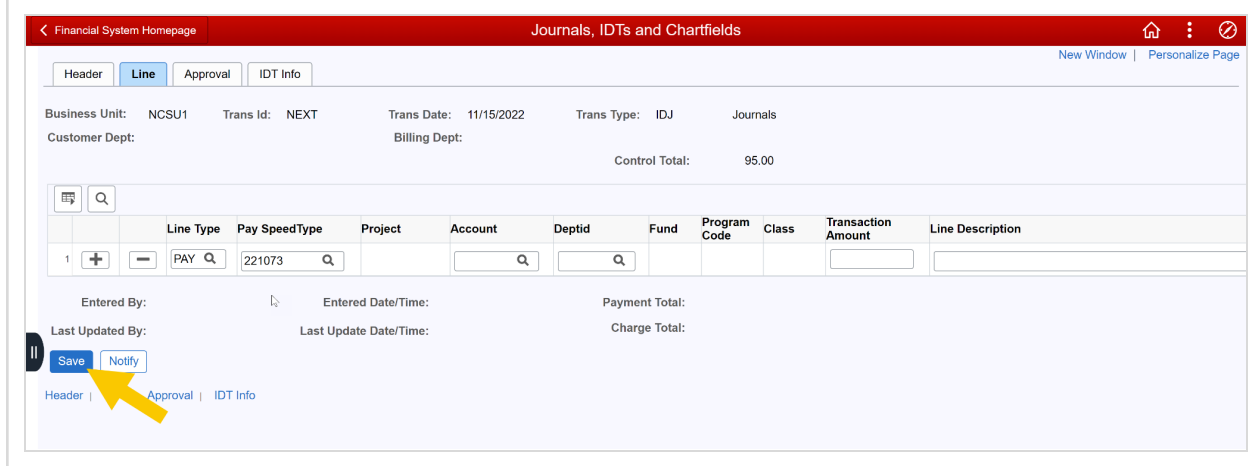 Financial System Homepage Journals, IDTs and Chartfields
New Window | Personalize Page
Header Line Approval IDT Info
Business Unit: NCSU1 Trans Id: NEXT Trans Date: 11/15/2022 Trans Type: IDJ Journals
Customer Dept: Billing Dept:
Control Total: 95.00
Line Type Pay SpeedType Project Account Deptid Fund Program Code Class Transaction Amount Line Description
1 PAY 221073
Entered By: Entered Date/Time: Payment Total:
Last Updated By: Last Update Date/Time: Charge Total:
Save Notify
Header | Approval | IDT Info